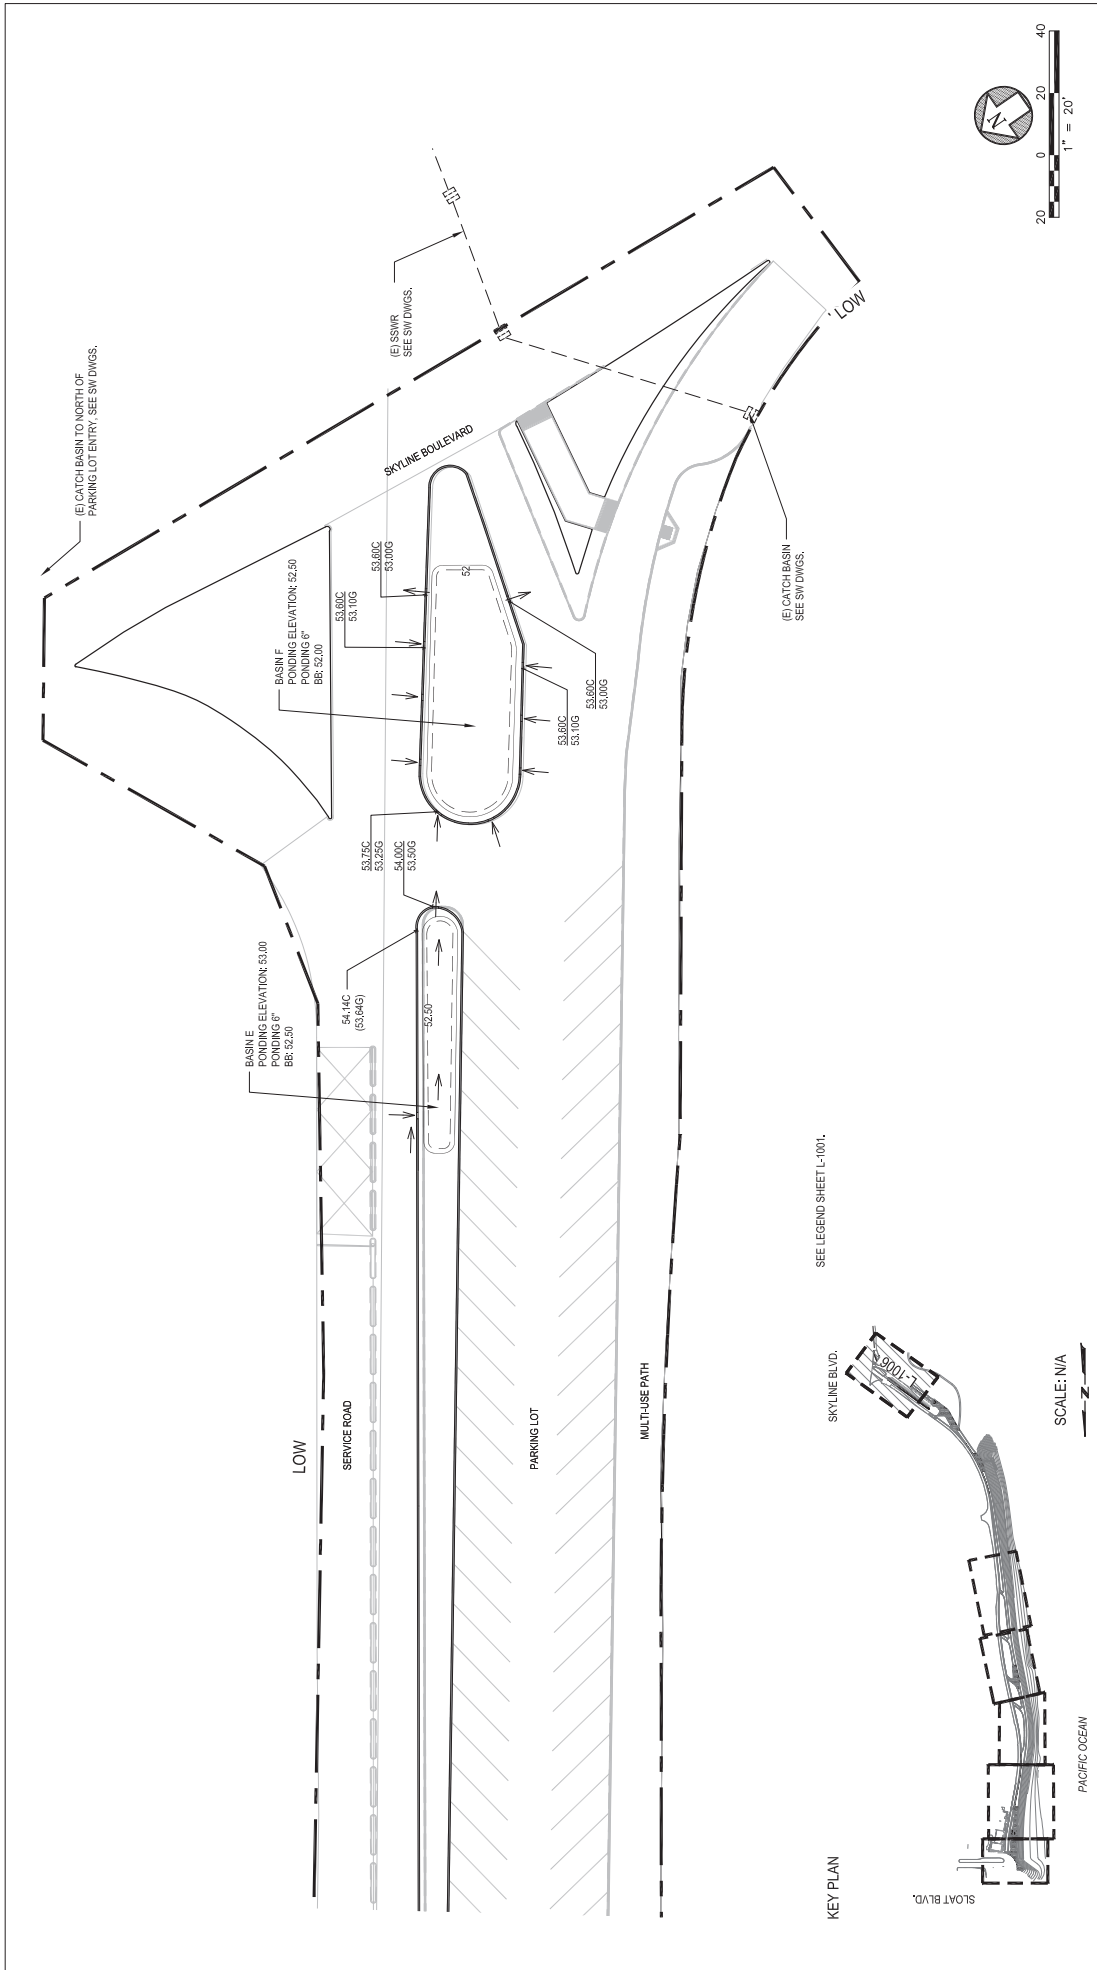 (E) CATCH BASIN TO NORTH OF
PARKING LOT ENTRY, SEE SW DWGS.
(E) SSWR
SEE SW DWGS.
SKYLINE BOULEVARD
LOW
(E) CATCH BASIN
SEE SW DWGS.
BASIN F
PONDING ELEVATION: 52.50
PONDING 6"
BB: 52.00
53.60C
53.10G
53.60C
53.00G
52
53.60C
53.00G
53.60C
53.10G
53.75C
53.25G
54.00C
53.50G
BASIN E
PONDING ELEVATION: 53.00
PONDING 6"
BB: 52.50
54.14C
(53.64G)
52.50
LOW
SERVICE ROAD
PARKING LOT
MULTI-USE PATH
SEE LEGEND SHEET L-1001.
N
20 0 20 40
1" = 20'
KEY PLAN
SLOAT BLVD.
SKYLINE BLVD.
L-1006
PACIFIC OCEAN
SCALE: N/A
N